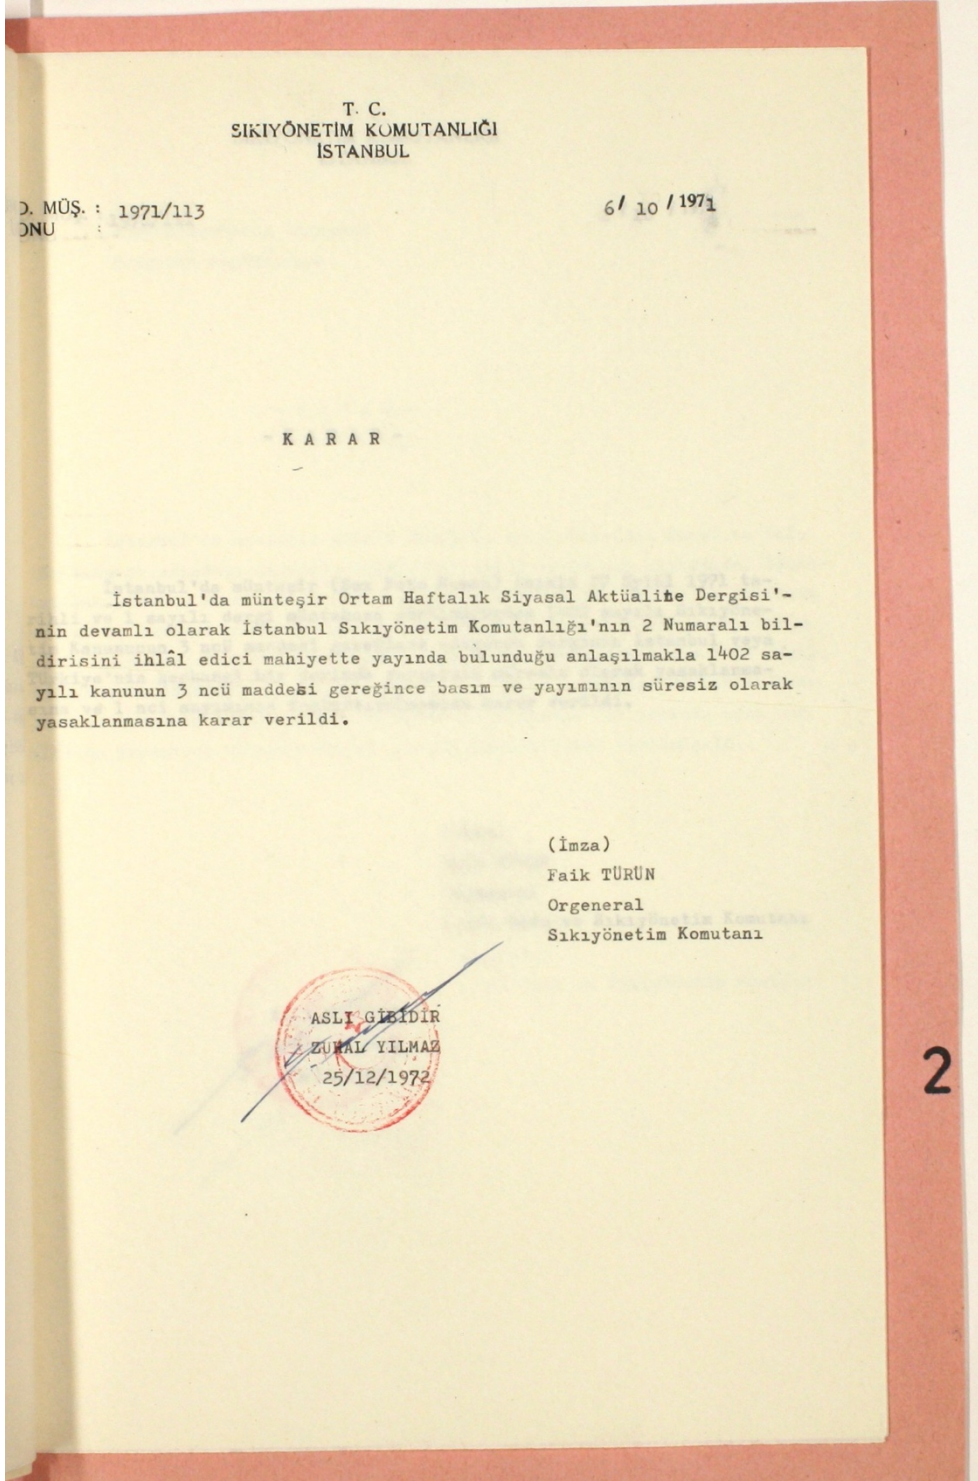 T. C.
SIKIYÖNETİM KOMUTANLIĞI
İSTANBUL
D. MÜŞ. : 1971/113 6/ 10 / 1971
ONU :
K A R A R
İstanbul'da münteşir Ortam Haftalık Siyasal Aktüalite Dergisi'-
nin devamlı olarak İstanbul Sıkıyönetim Komutanlığı'nın 2 Numaralı bil-
dirisini ihlâl edici mahiyette yayında bulunduğu anlaşılmakla 1402 sa-
yılı kanunun 3 ncü maddesi gereğince basım ve yayımının süresiz olarak
yasaklanmasına karar verildi.
(İmza)
Faik TÜRÜN
Orgeneral
Sıkıyönetim Komutanı
ASLI GİBİDİR
ZUHAL YILMAZ
25/12/1972
2